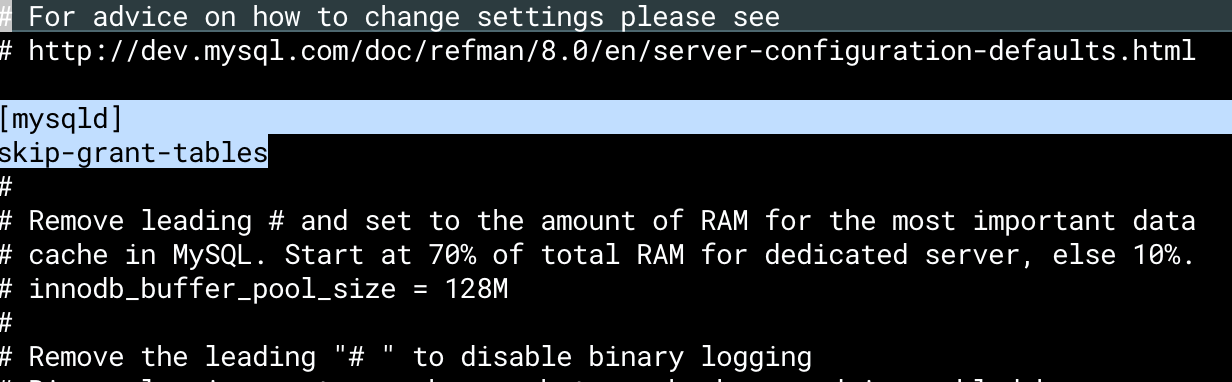 # For advice on how to change settings please see
# http://dev.mysql.com/doc/refman/8.0/en/server-configuration-defaults.html
[mysqld]
skip-grant-tables
#
# Remove leading # and set to the amount of RAM for the most important data
# cache in MySQL. Start at 70% of total RAM for dedicated server, else 10%.
# innodb_buffer_pool_size = 128M
#
# Remove the leading "# " to disable binary logging